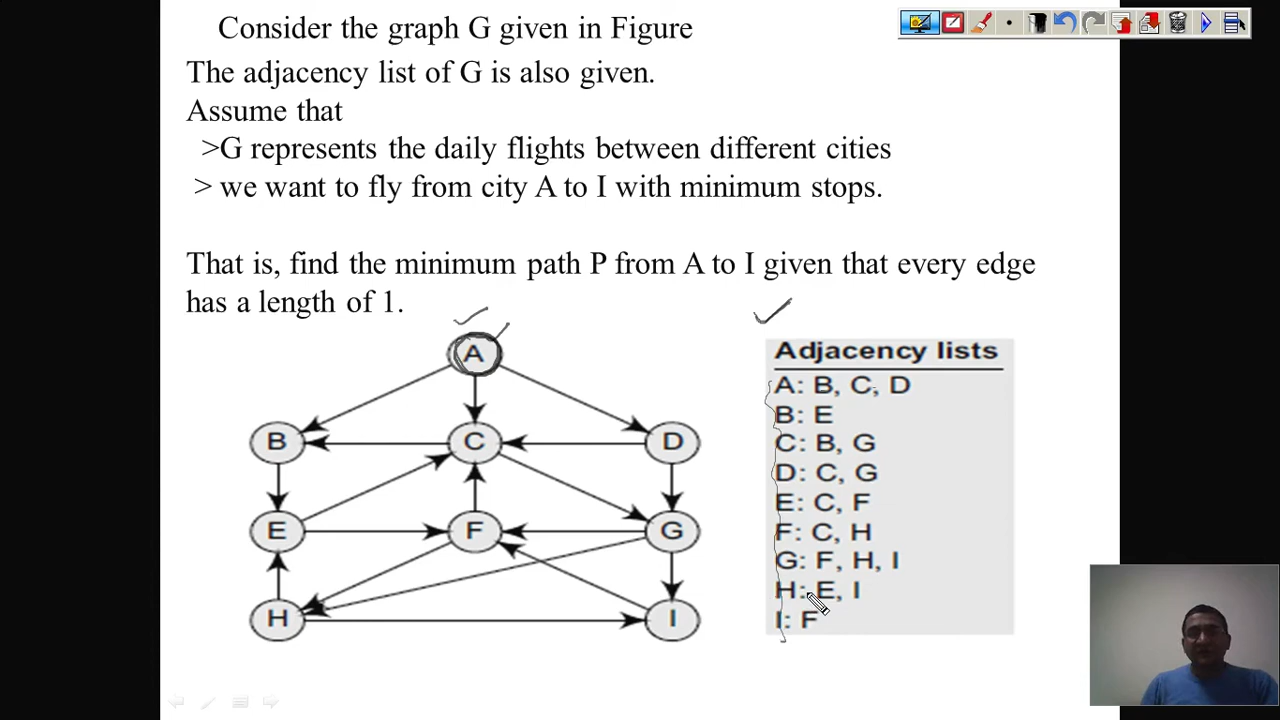 Consider the graph G given in Figure
The adjacency list of G is also given.
Assume that
>G represents the daily flights between different cities
> we want to fly from city A to I with minimum stops.
That is, find the minimum path P from A to I given that every edge
has a length of 1.
A
B
C
D
E
F
G
H
I
Adjacency lists
A: B, C, D
B: E
C: B, G
D: C, G
E: C, F
F: C, H
G: F, H, I
H: E, I
I: F